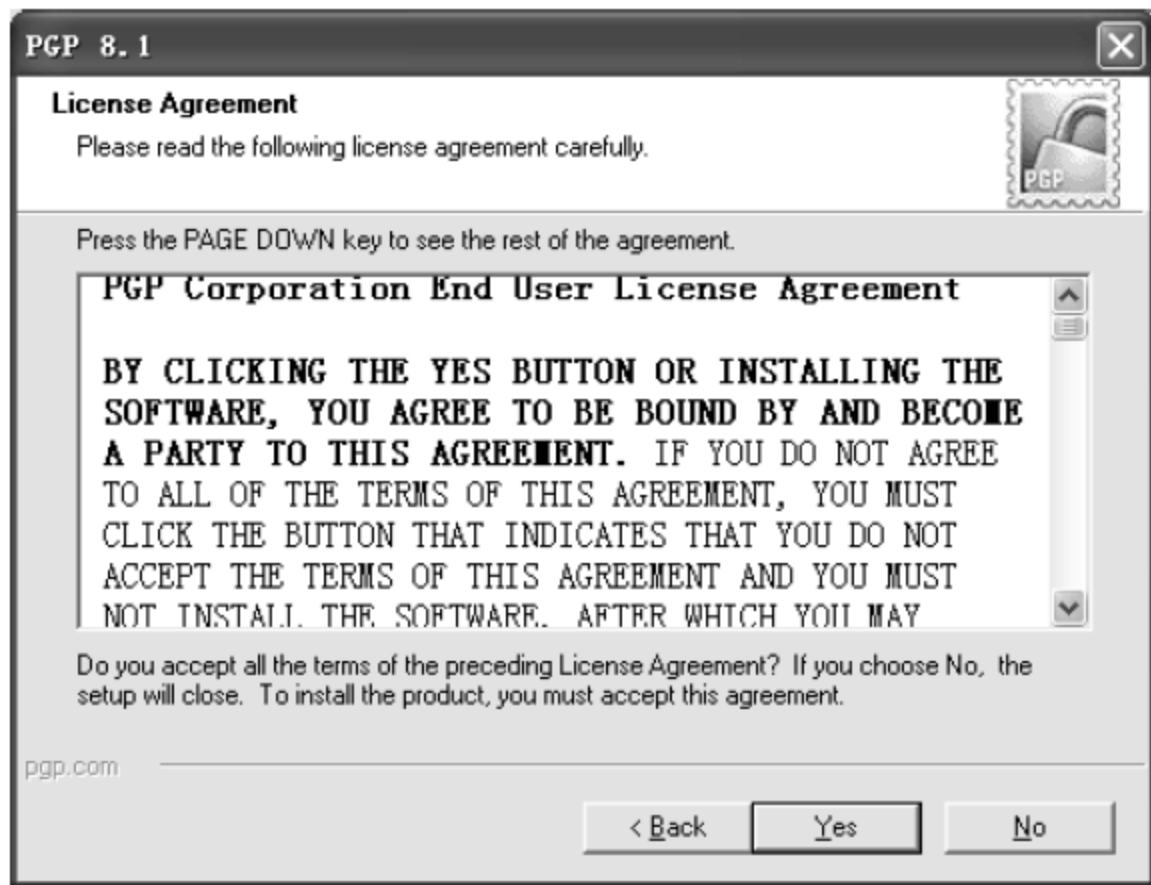 PGP 8.1
License Agreement
Please read the following license agreement carefully.
PGP
Press the PAGE DOWN key to see the rest of the agreement.
PGP Corporation End User License Agreement
BY CLICKING THE YES BUTTON OR INSTALLING THE
SOFTWARE, YOU AGREE TO BE BOUND BY AND BECOME
A PARTY TO THIS AGREEMENT. IF YOU DO NOT AGREE
TO ALL OF THE TERMS OF THIS AGREEMENT, YOU MUST
CLICK THE BUTTON THAT INDICATES THAT YOU DO NOT
ACCEPT THE TERMS OF THIS AGREEMENT AND YOU MUST
NOT INSTALL THE SOFTWARE. AFTER WHICH YOU MAY
Do you accept all the terms of the preceding License Agreement? If you choose No, the
setup will close. To install the product, you must accept this agreement.
pgp.com
< Back Yes No